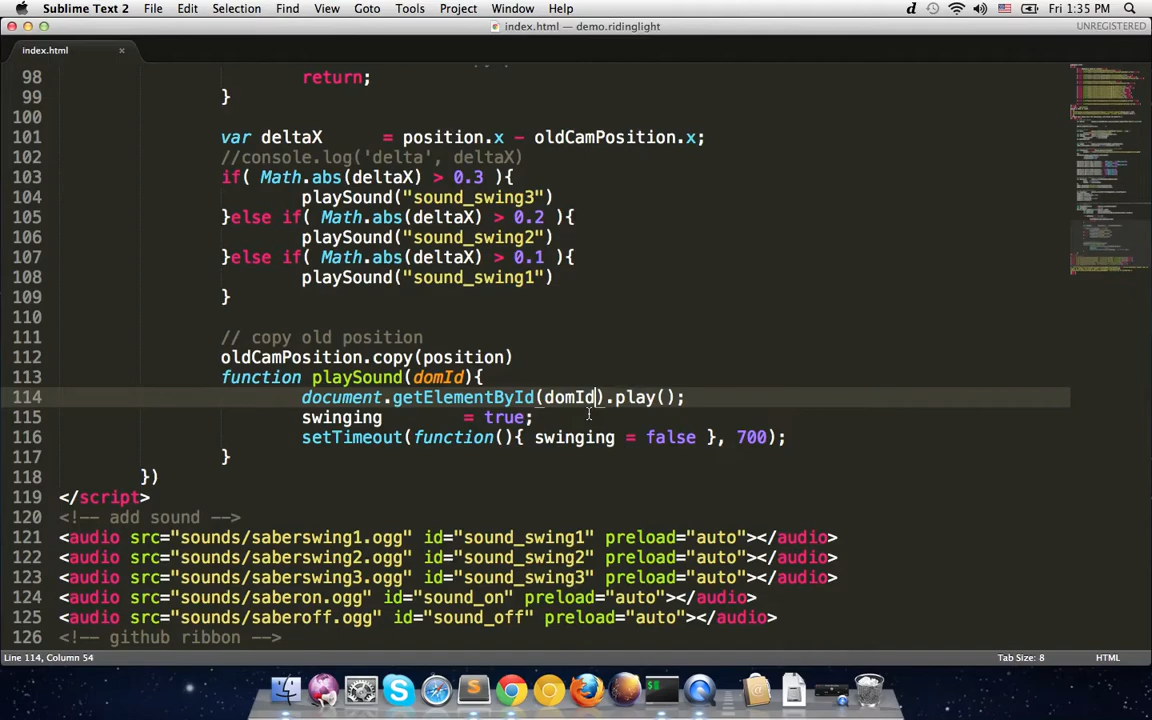 Sublime Text 2 File Edit Selection Find View Goto Tools Project Window Help Fri 1:35 PM
index.html — demo.ridinglight UNREGISTERED
index.html ×
98 return;
99 }
100
101 var deltaX = position.x - oldCamPosition.x;
102 //console.log('delta', deltaX)
103 if( Math.abs(deltaX) > 0.3 ){
104 playSound("sound_swing3")
105 }else if( Math.abs(deltaX) > 0.2 ){
106 playSound("sound_swing2")
107 }else if( Math.abs(deltaX) > 0.1 ){
108 playSound("sound_swing1")
109 }
110
111 // copy old position
112 oldCamPosition.copy(position)
113 function playSound(domId){
114 document.getElementById(domId).play();
115 swinging = true;
116 setTimeout(function(){ swinging = false }, 700);
117 }
118 })
119 </script>
120 <!-- add sound -->
121 <audio src="sounds/saberswing1.ogg" id="sound_swing1" preload="auto"></audio>
122 <audio src="sounds/saberswing2.ogg" id="sound_swing2" preload="auto"></audio>
123 <audio src="sounds/saberswing3.ogg" id="sound_swing3" preload="auto"></audio>
124 <audio src="sounds/saberon.ogg" id="sound_on" preload="auto"></audio>
125 <audio src="sounds/saberoff.ogg" id="sound_off" preload="auto"></audio>
126 <!-- github ribbon -->
Line 114, Column 54 Tab Size: 8 HTML